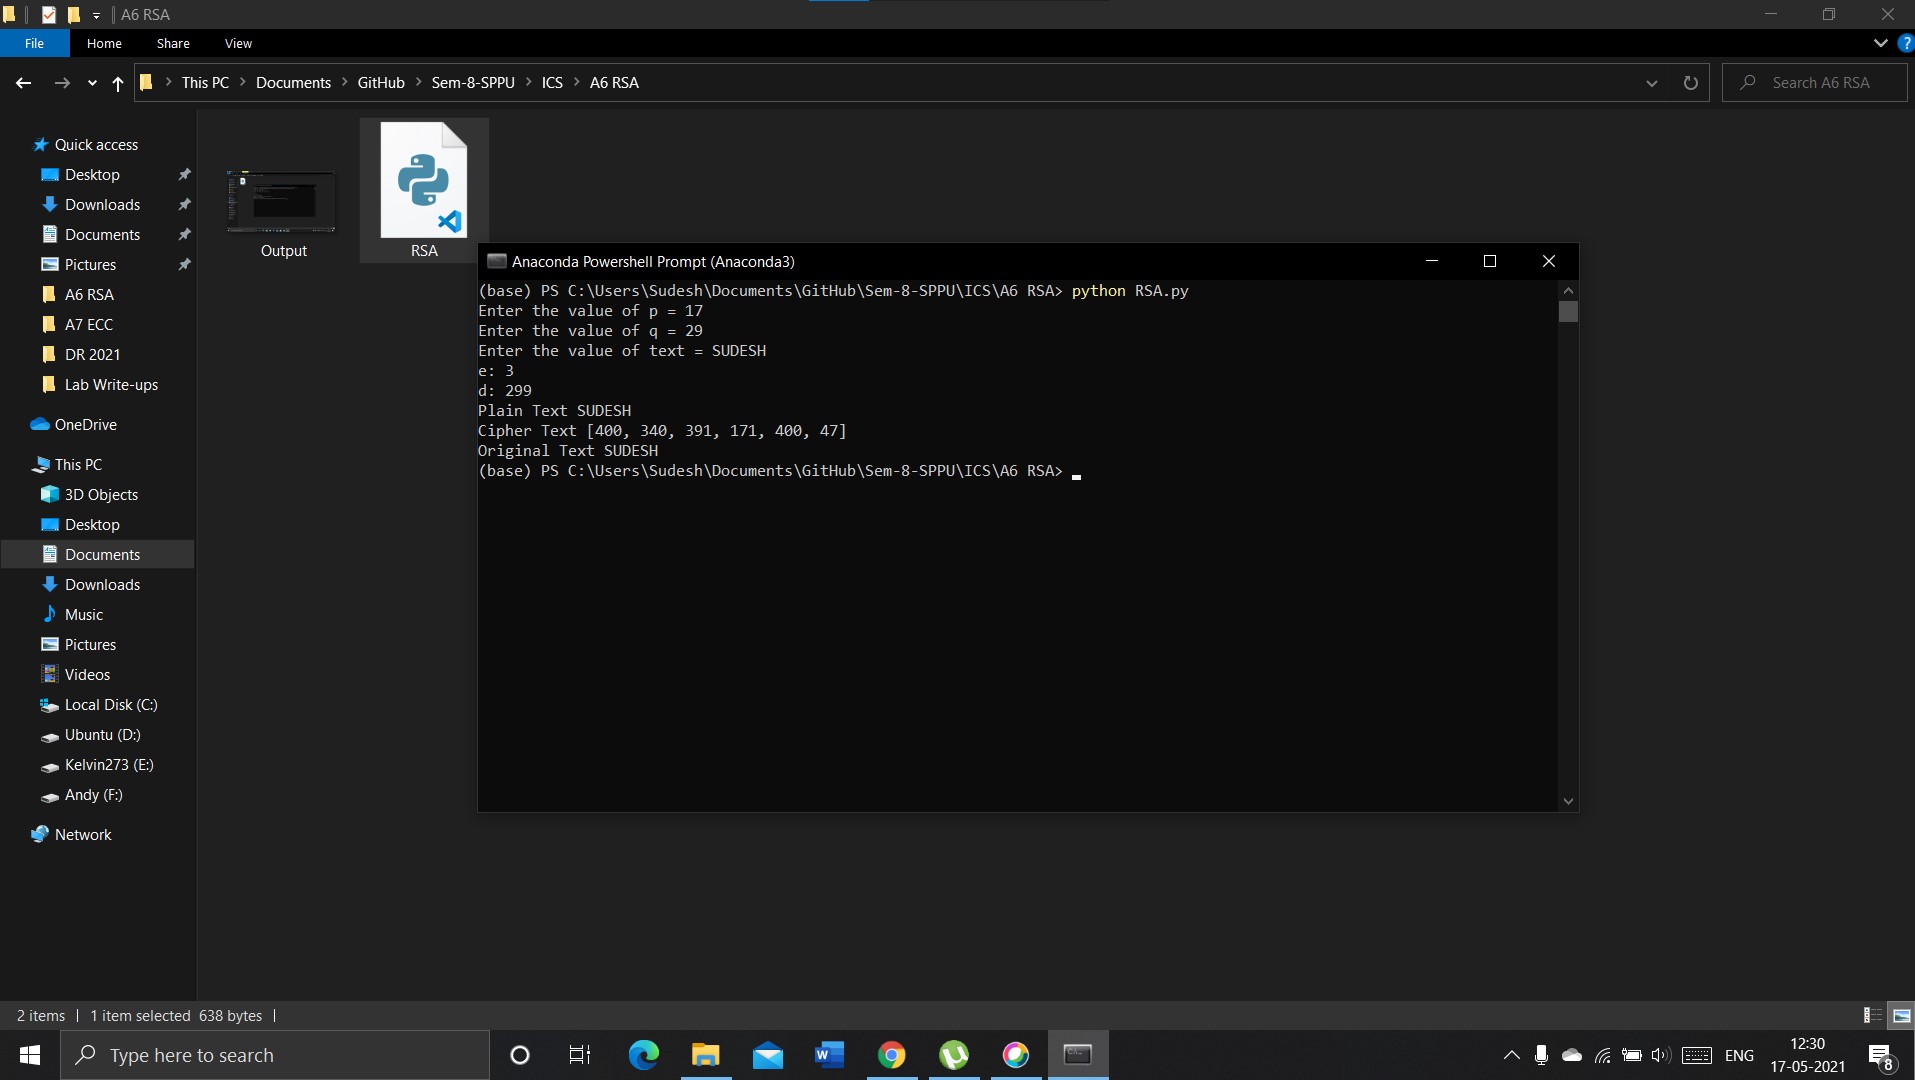 A6 RSA
File Home Share View
This PC Documents GitHub Sem-8-SPPU ICS A6 RSA
Search A6 RSA
Quick access
Desktop
Downloads
Documents
Pictures
A6 RSA
A7 ECC
DR 2021
Lab Write-ups
OneDrive
This PC
3D Objects
Desktop
Documents
Downloads
Music
Pictures
Videos
Local Disk (C:)
Ubuntu (D:)
Kelvin273 (E:)
Andy (F:)
Network
Output
RSA
Anaconda Powershell Prompt (Anaconda3)
(base) PS C:\Users\Sudesh\Documents\GitHub\Sem-8-SPPU\ICS\A6 RSA> python RSA.py
Enter the value of p = 17
Enter the value of q = 29
Enter the value of text = SUDESH
e: 3
d: 299
Plain Text SUDESH
Cipher Text [400, 340, 391, 171, 400, 47]
Original Text SUDESH
(base) PS C:\Users\Sudesh\Documents\GitHub\Sem-8-SPPU\ICS\A6 RSA>
2 items 1 item selected 638 bytes
Type here to search
ENG
12:30
17-05-2021
8